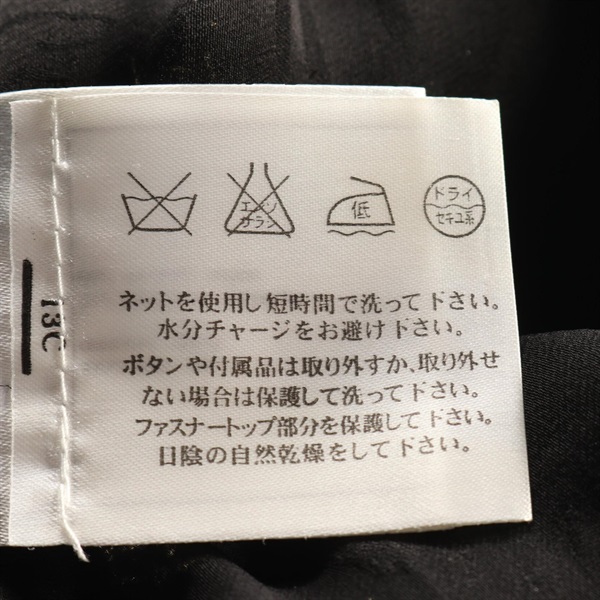 エンソ
サラシ
低
ドライ
セキユ系
ネットを使用し短時間で洗って下さい。
水分チャージをお避け下さい。
ボタンや付属品は取り外すか、取り外せ
ない場合は保護して洗って下さい。
ファスナートップ部分を保護して下さい。
日陰の自然乾燥をして下さい。
13C